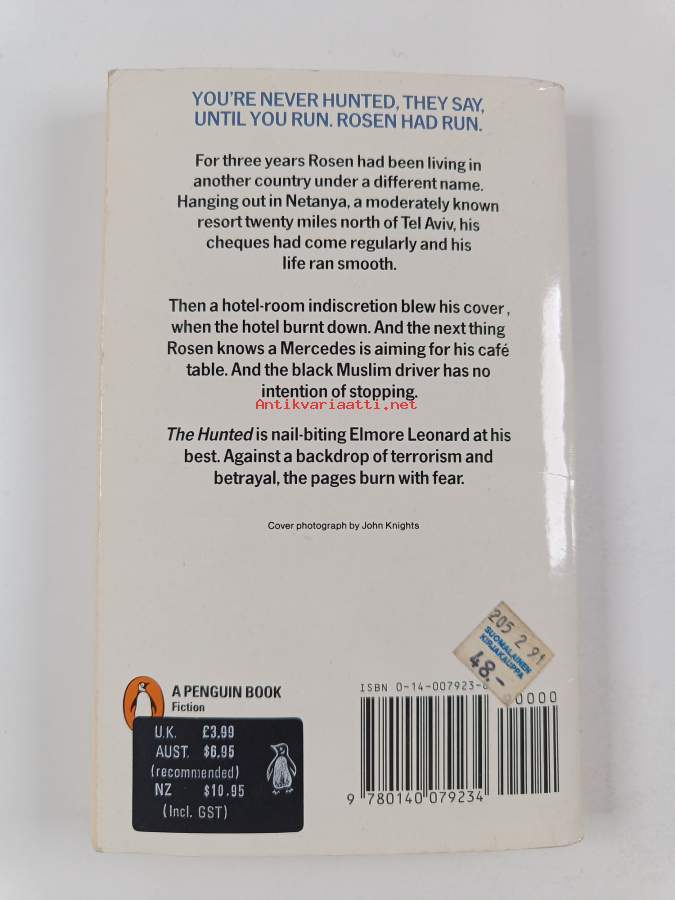 YOU'RE NEVER HUNTED, THEY SAY,
UNTIL YOU RUN. ROSEN HAD RUN.
For three years Rosen had been living in
another country under a different name.
Hanging out in Netanya, a moderately known
resort twenty miles north of Tel Aviv, his
cheques had come regularly and his
life ran smooth.
Then a hotel-room indiscretion blew his cover,
when the hotel burnt down. And the next thing
Rosen knows a Mercedes is aiming for his café
table. And the black Muslim driver has no
intention of stopping.
Antikvariaatti.net
The Hunted is nail-biting Elmore Leonard at his
best. Against a backdrop of terrorism and
betrayal, the pages burn with fear.
Cover photograph by John Knights
205 2 91
SUOMALAINEN
KIRJAKAUPPA
48.-
A PENGUIN BOOK
Fiction
U.K. £3.99
AUST. $6.95
(recommended)
NZ $10.95
(Incl. GST)
ISBN 0-14-007923-
90000
9 780140 079234